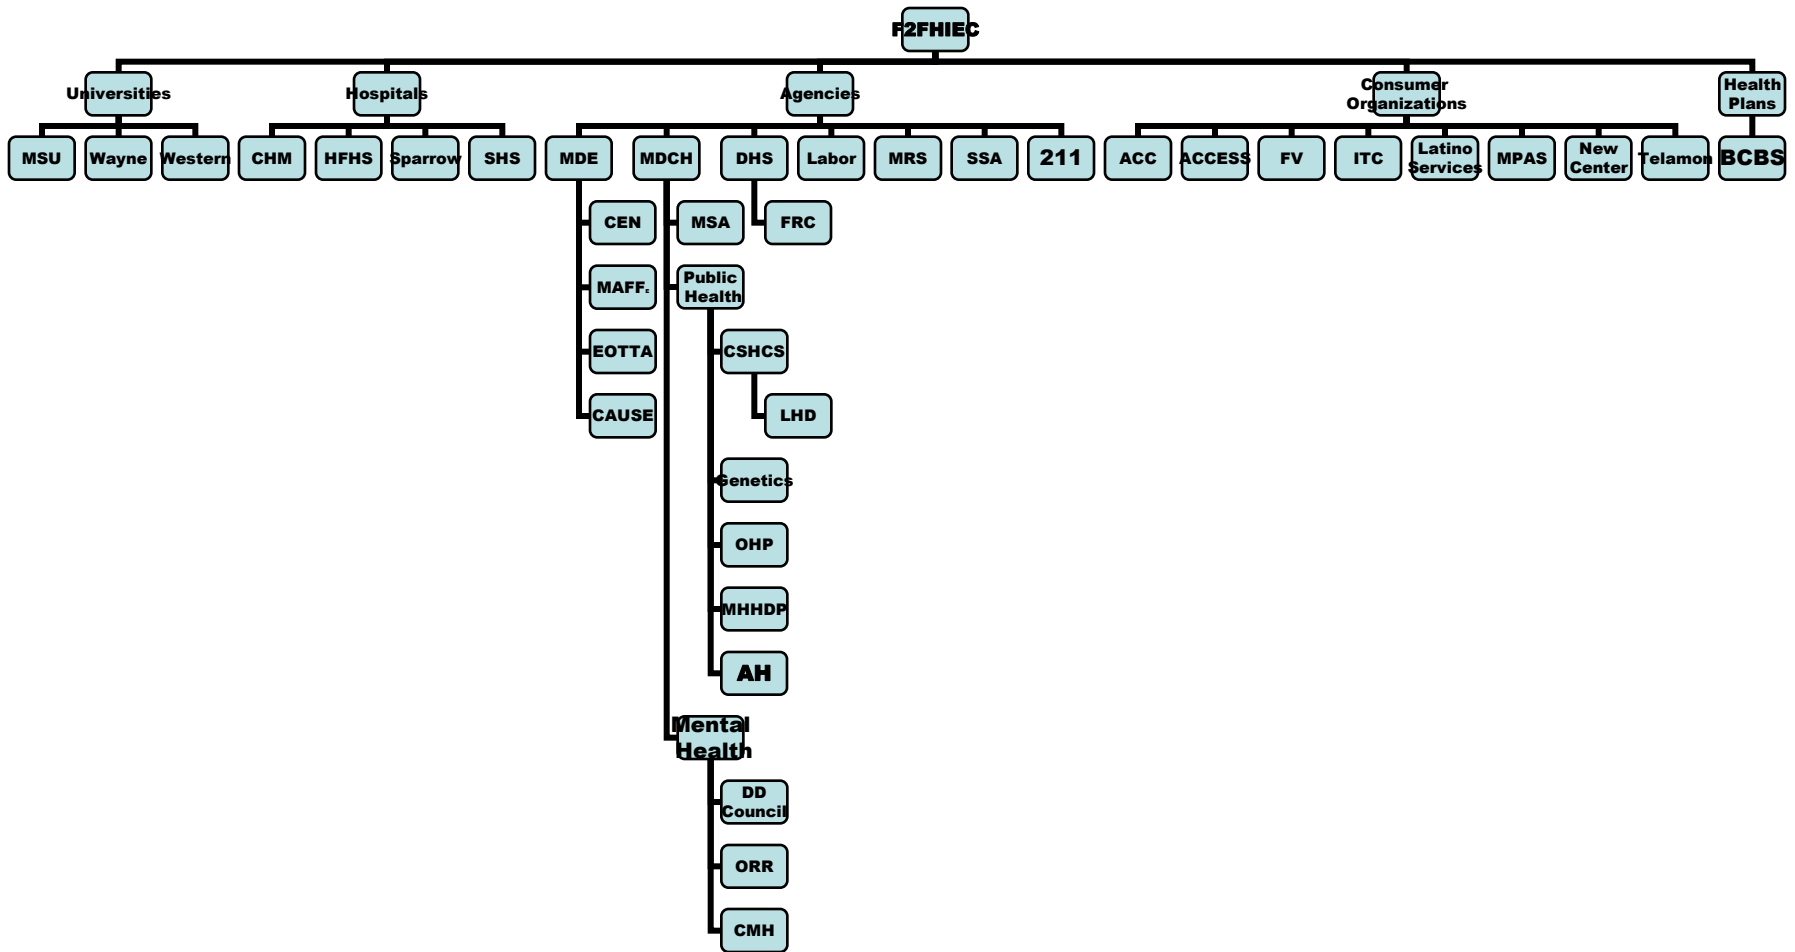 F2FHIEC
Universities
Hospitals
Agencies
Consumer
Organizations
Health
Plans
MSU
Wayne
Western
CHM
HFHS
Sparrow
SHS
MDE
MDCH
DHS
Labor
MRS
SSA
211
ACC
ACCESS
FV
ITC
Latino
Services
MPAS
New
Center
Telamon
BCBS
CEN
MSA
FRC
MAFFE
Public
Health
EOTTA
CSHCS
CAUSE
LHD
Genetics
OHP
MHHDP
AH
Mental
Health
DD
Council
ORR
CMH